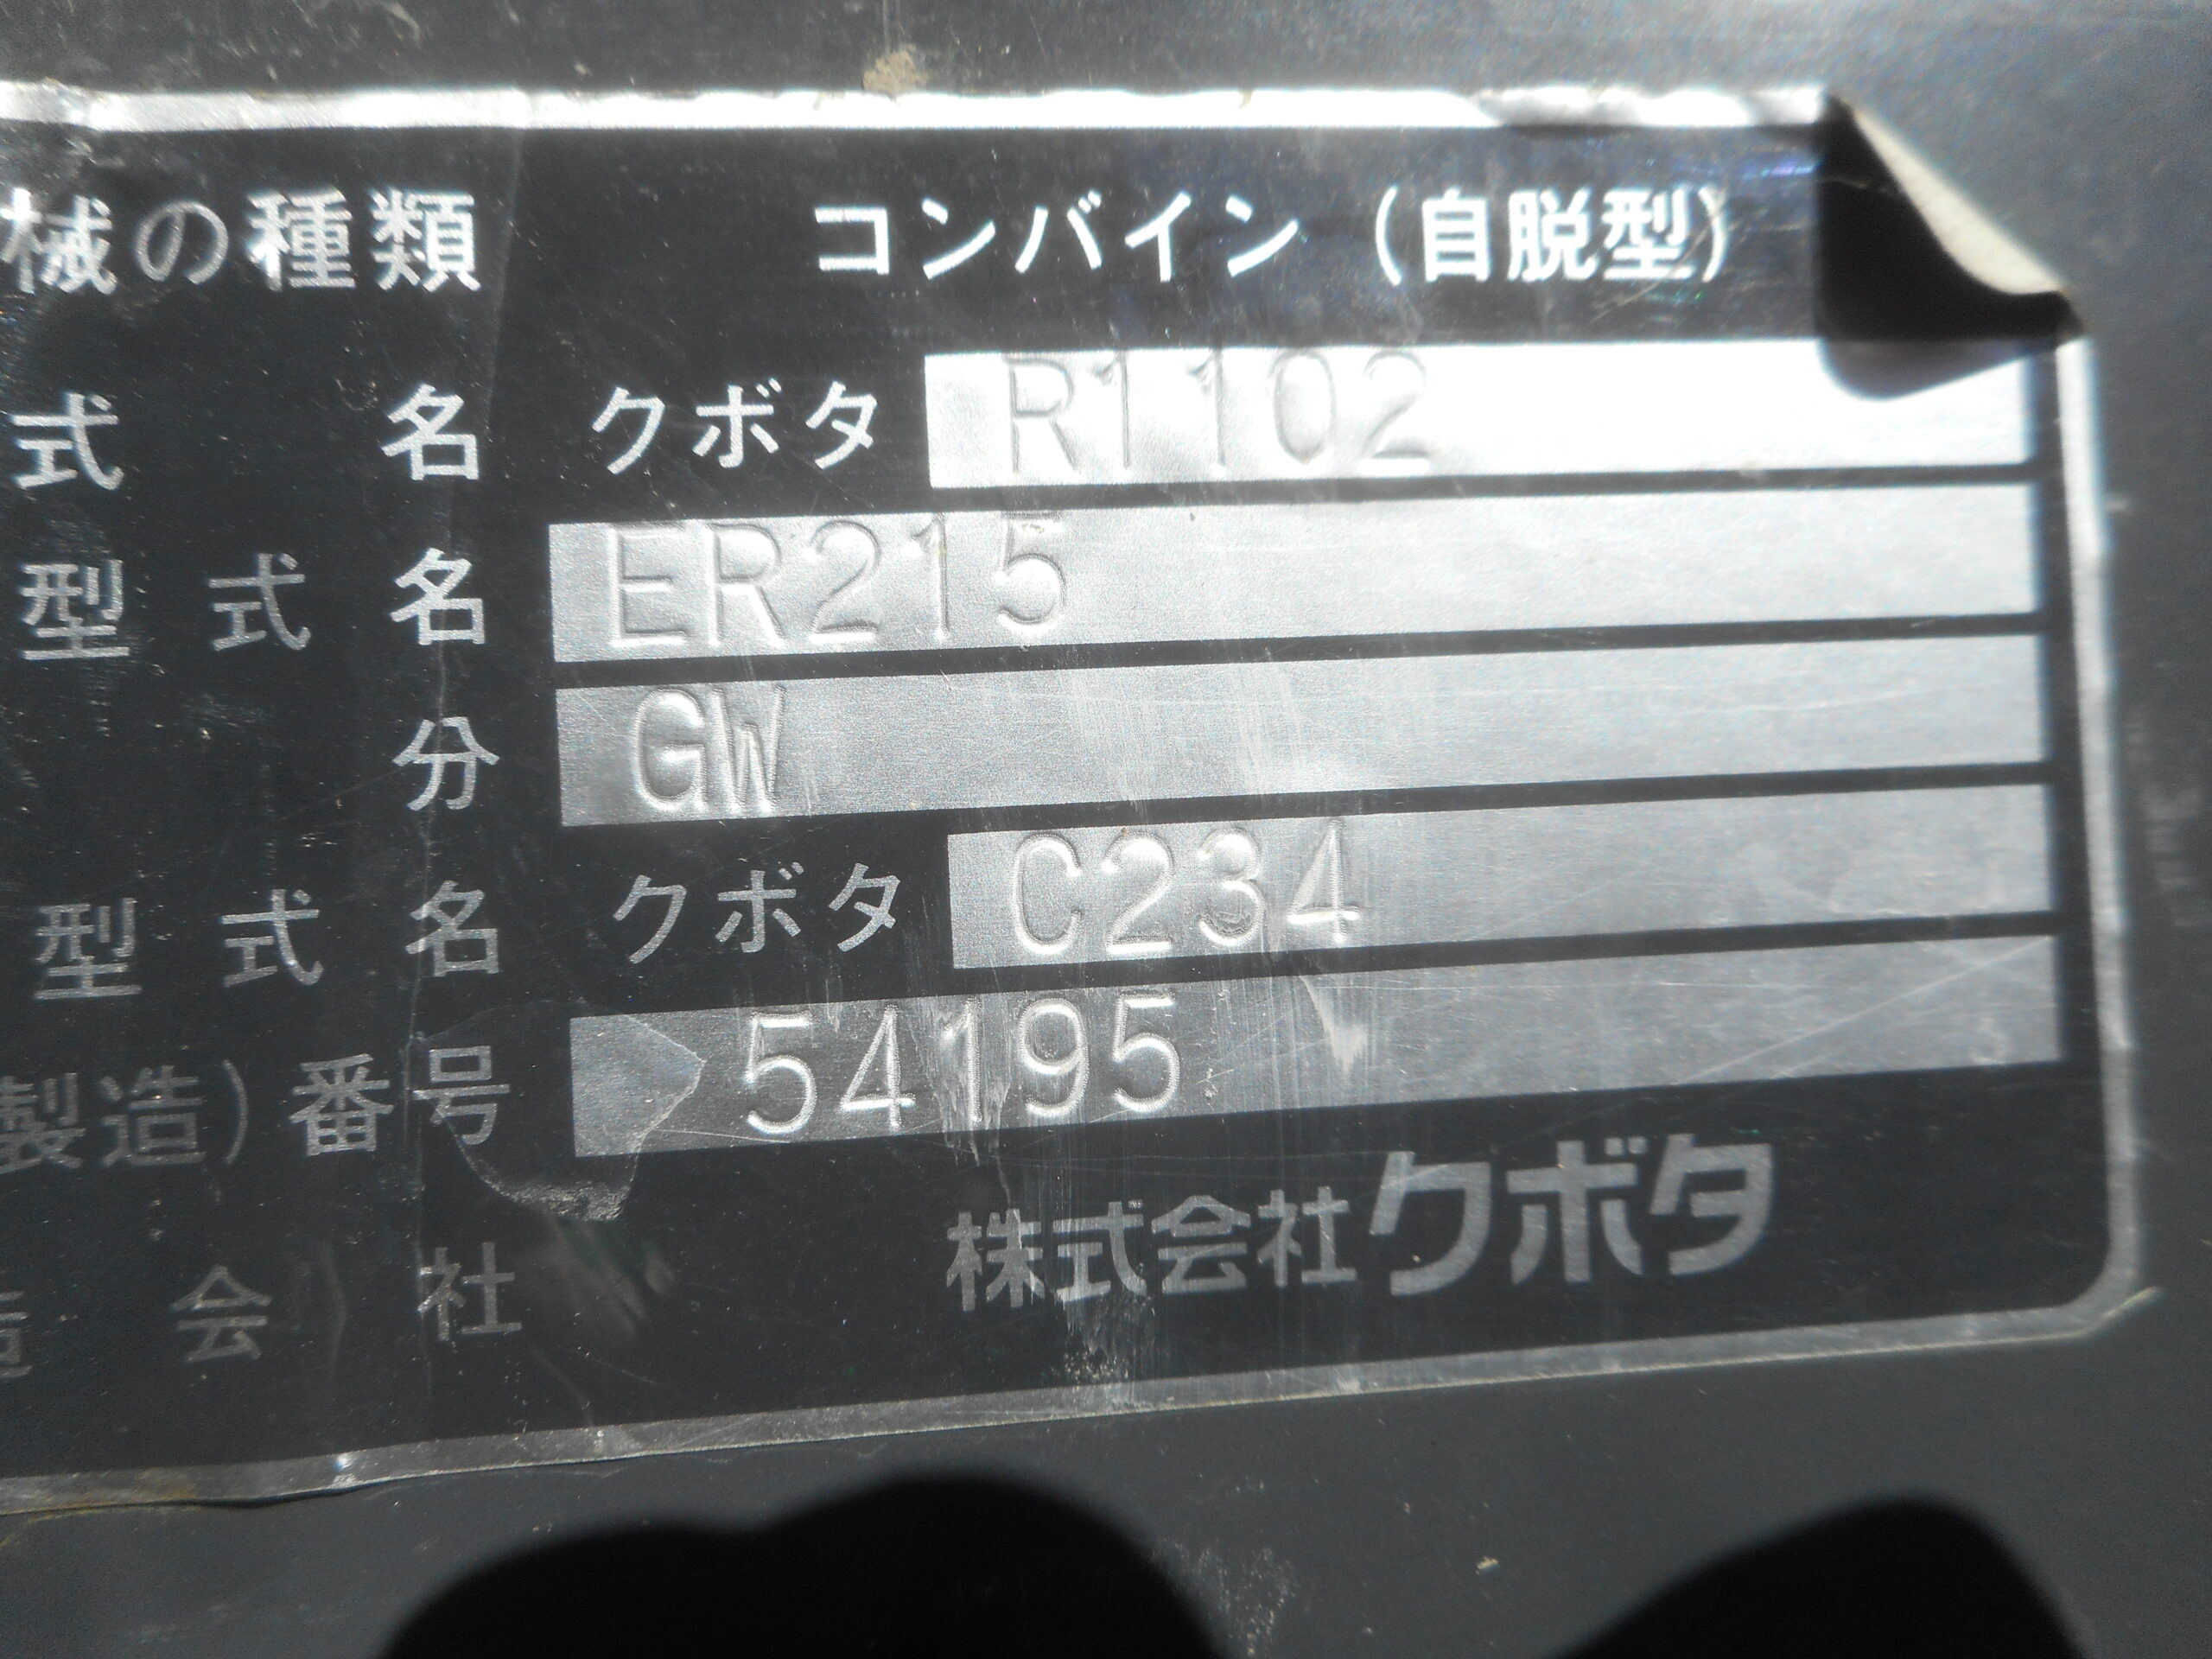 械の種類 コンバイン（自脱型）
式名 クボタ R1102
型式名 ER215
分 GW
型式名 クボタ C234
製造）番号 54195
会社 株式会社クボタ